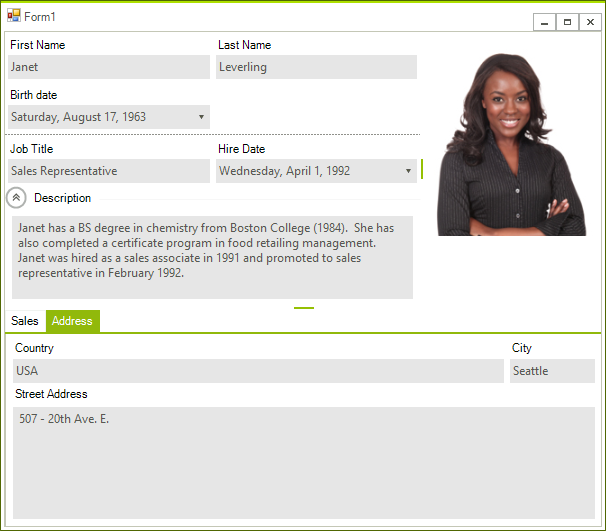 Form1
First Name Last Name
Janet Leverling
Birth date
Saturday, August 17, 1963
Job Title Hire Date
Sales Representative Wednesday, April 1, 1992
Description
Janet has a BS degree in chemistry from Boston College (1984).  She has
also completed a certificate program in food retailing management.
Janet was hired as a sales associate in 1991 and promoted to sales
representative in February 1992.
Sales Address
Country City
USA Seattle
Street Address
507 - 20th Ave. E.